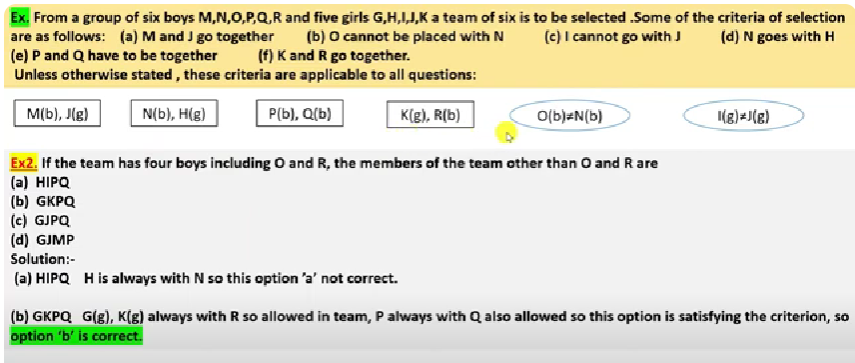 Ex. From a group of six boys M,N,O,P,Q,R and five girls G,H,I,J,K a team of six is to be selected .Some of the criteria of selection
are as follows: (a) M and J go together (b) O cannot be placed with N (c) I cannot go with J (d) N goes with H
(e) P and Q have to be together (f) K and R go together.
Unless otherwise stated , these criteria are applicable to all questions:
M(b), J(g) N(b), H(g) P(b), Q(b) K(g), R(b) O(b)≠N(b) I(g)≠J(g)
Ex2. If the team has four boys including O and R, the members of the team other than O and R are
(a) HIPQ
(b) GKPQ
(c) GJPQ
(d) GJMP
Solution:-
(a) HIPQ H is always with N so this option 'a' not correct.
(b) GKPQ G(g), K(g) always with R so allowed in team, P always with Q also allowed so this option is satisfying the criterion, so
option 'b' is correct.